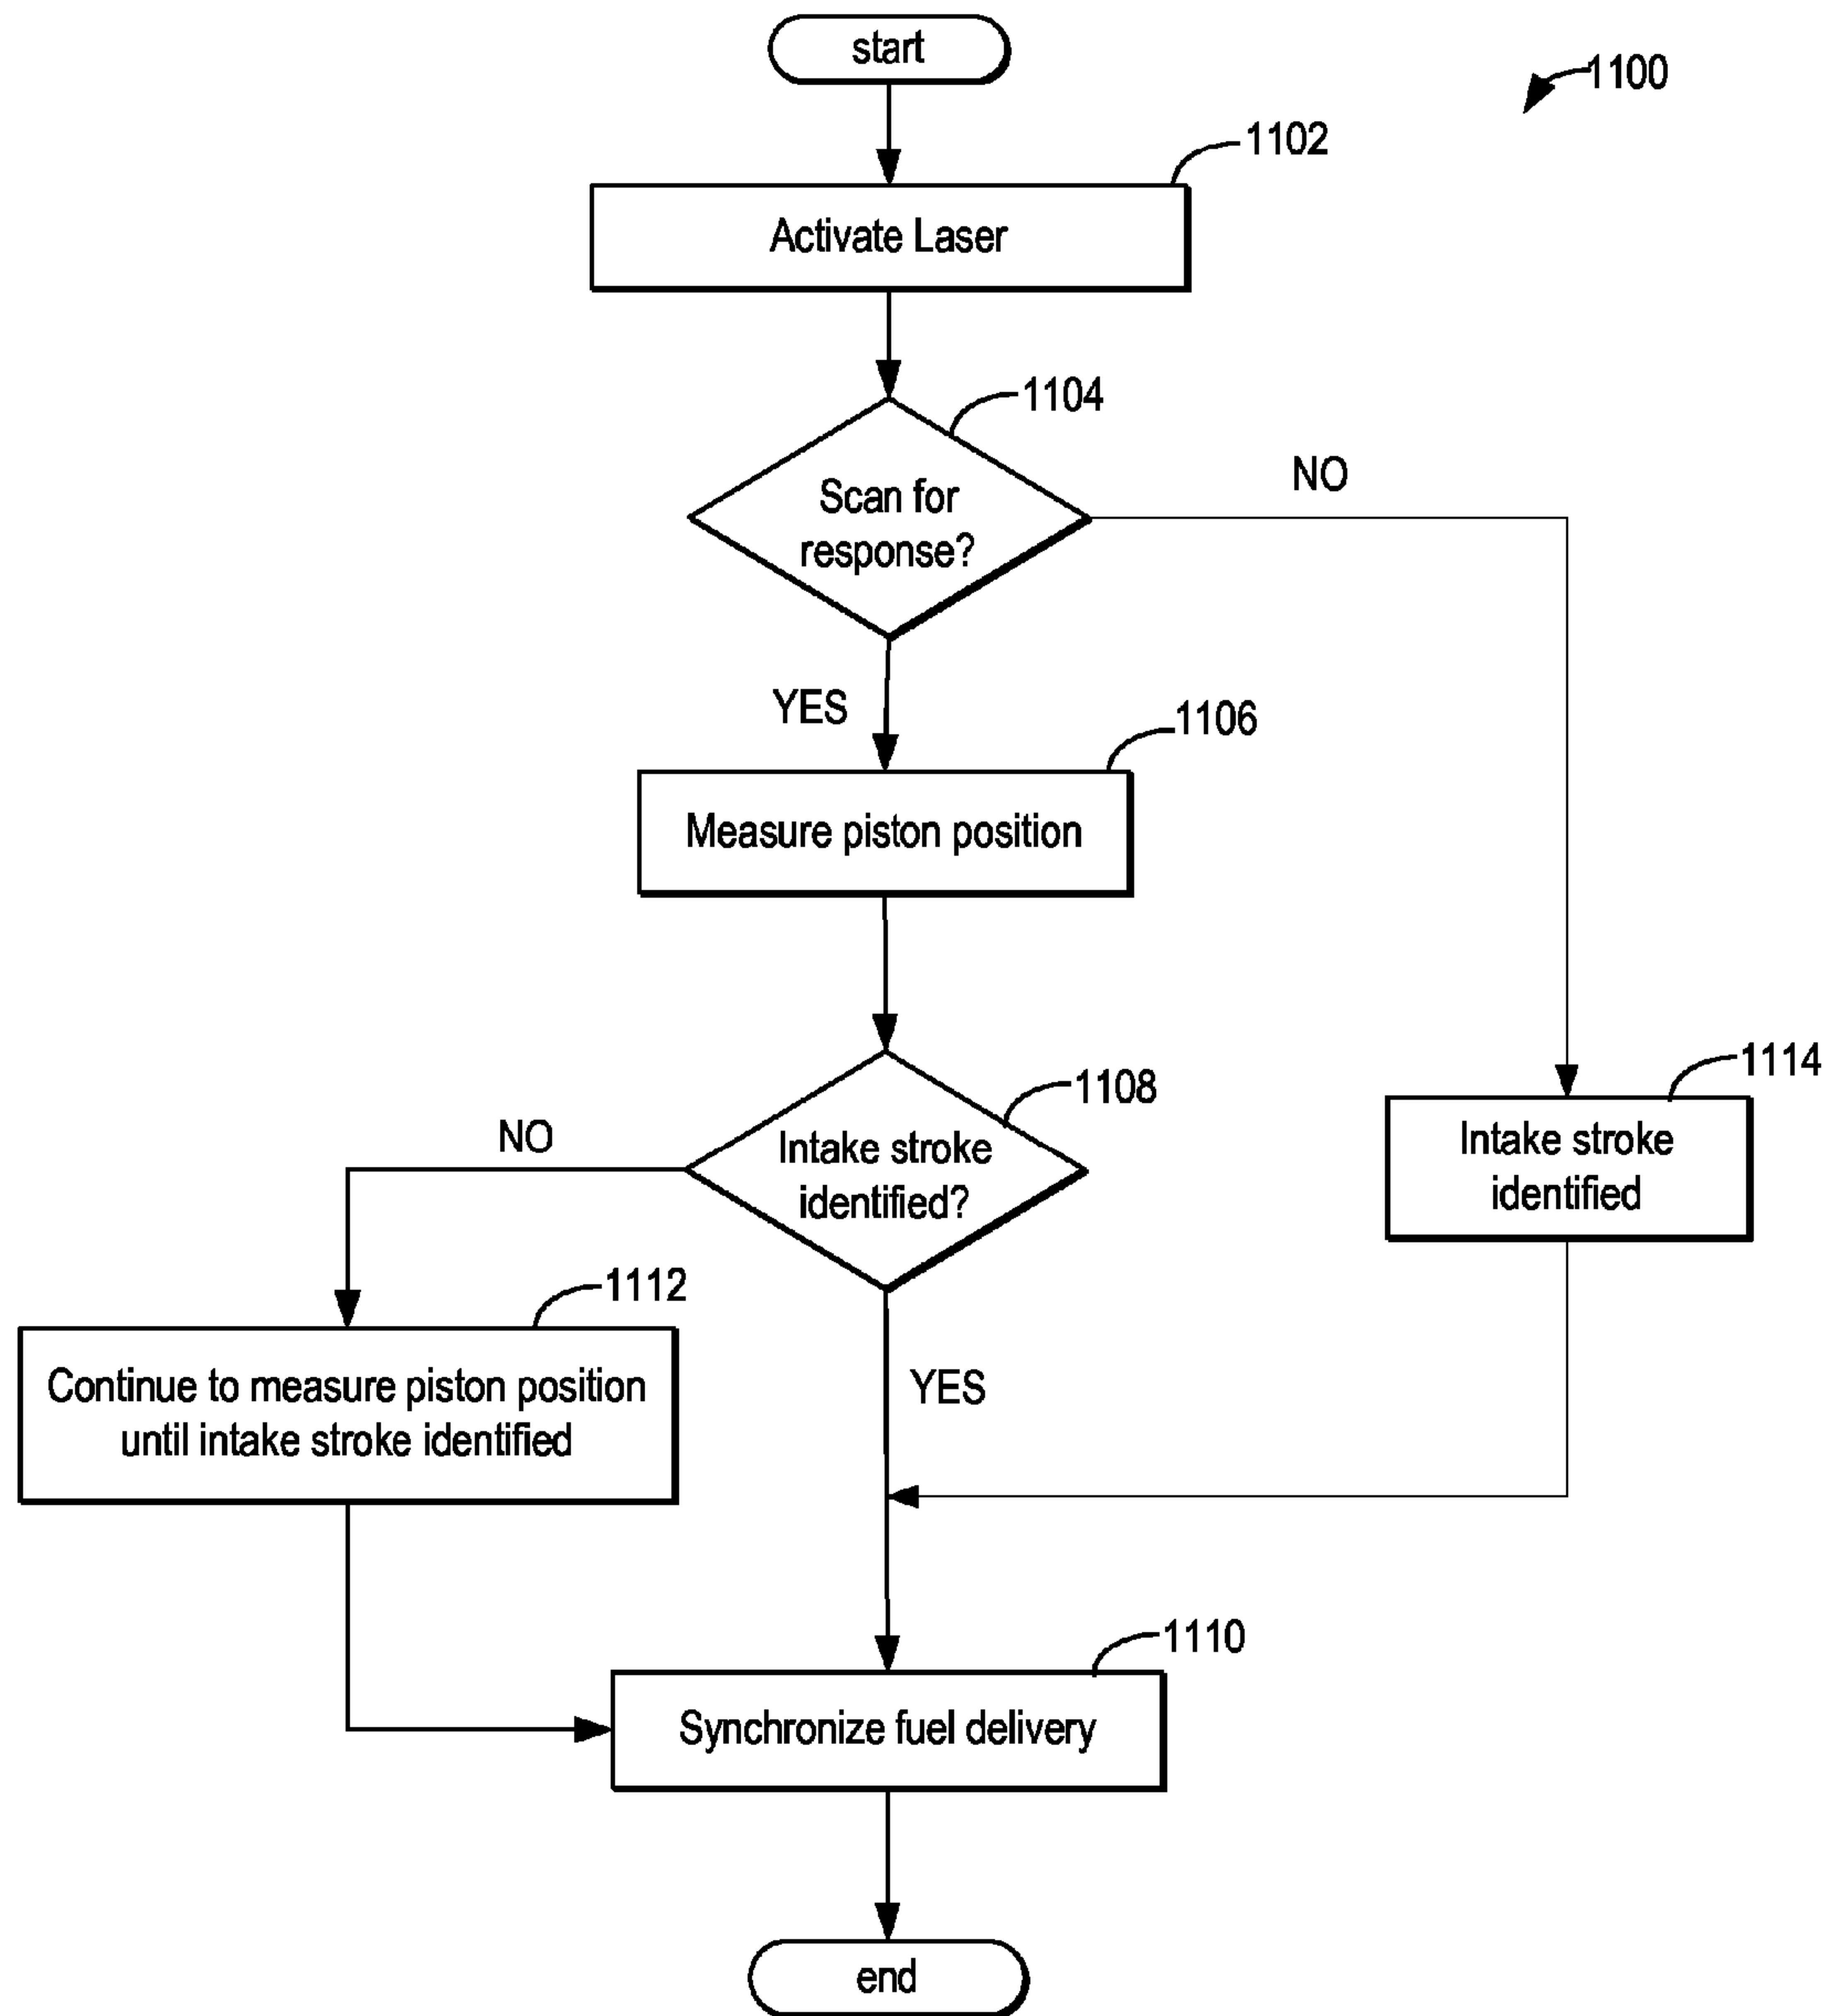 start
1100
1102
Activate Laser
1104
Scan for
response?
NO
YES
1106
Measure piston position
1108
Intake stroke
identified?
NO
1114
Intake stroke
identified
1112
Continue to measure piston position
until intake stroke identified
YES
1110
Synchronize fuel delivery
end